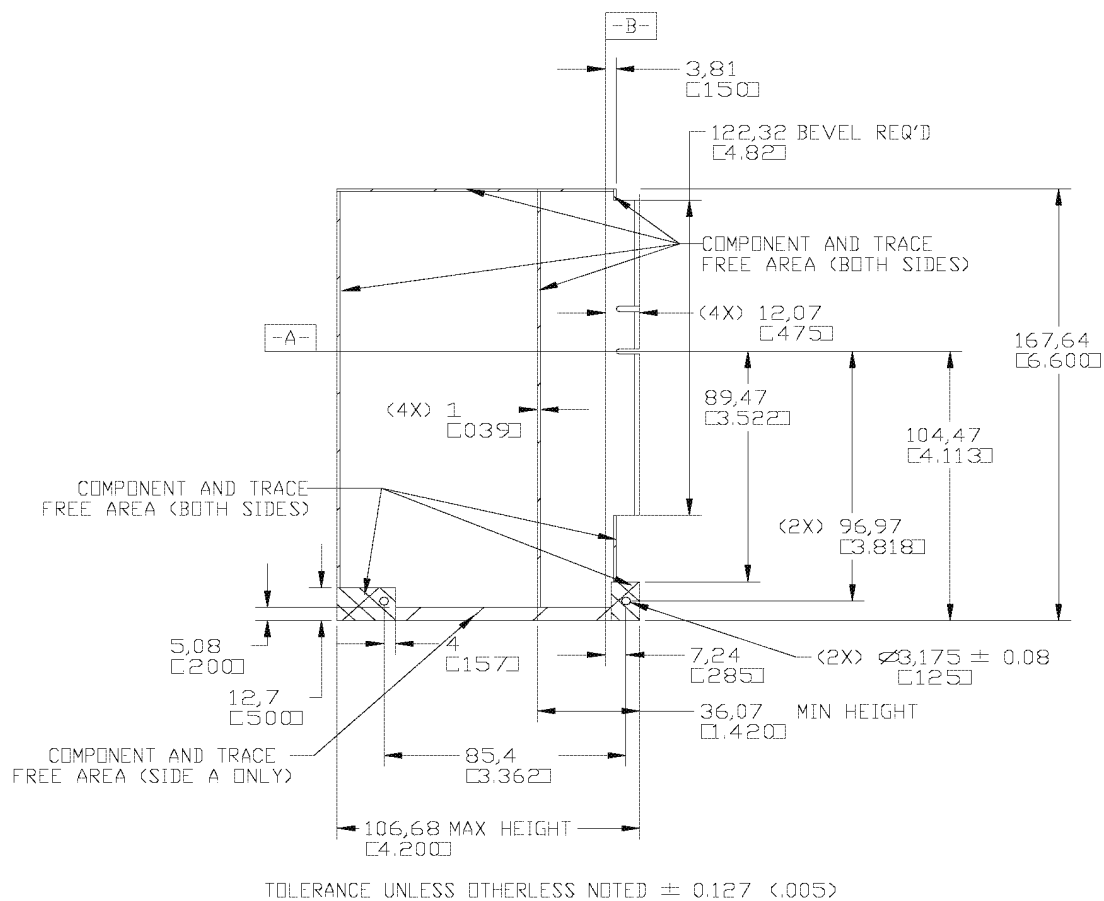 -B-
3,81
[150]
122,32 BEVEL REQ'D
[4.82]
COMPONENT AND TRACE
FREE AREA (BOTH SIDES)
(4X) 12,07
[475]
-A-
167,64
[6.600]
89,47
[3.522]
(4X) 1
[039]
104,47
[4.113]
COMPONENT AND TRACE
FREE AREA (BOTH SIDES)
(2X) 96,97
[3.818]
5,08
[200]
4
[157]
7,24
[285]
(2X) Ø3,175 ± 0.08
[125]
12,7
[500]
36,07 MIN HEIGHT
[1.420]
COMPONENT AND TRACE
FREE AREA (SIDE A ONLY)
85,4
[3.362]
106,68 MAX HEIGHT
[4.200]
TOLERANCE UNLESS OTHERLESS NOTED ± 0.127 (.005)